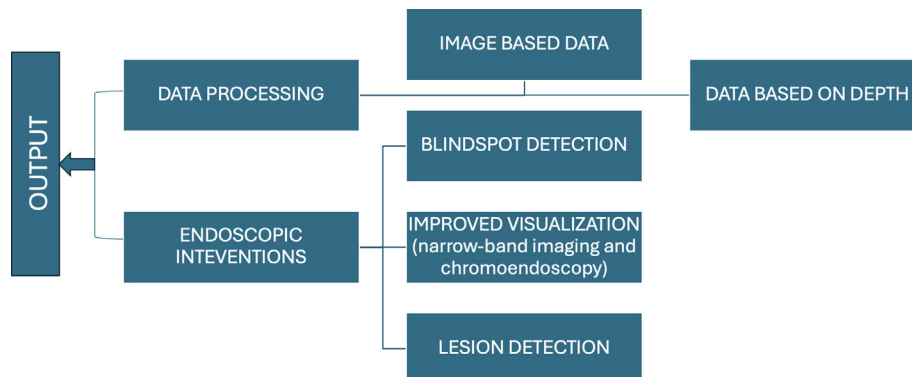 OUTPUT
DATA PROCESSING
IMAGE BASED DATA
DATA BASED ON DEPTH
ENDOSCOPIC
INTEVENTIONS
BLINDSPOT DETECTION
IMPROVED VISUALIZATION
(narrow-band imaging and
chromoendoscopy)
LESION DETECTION